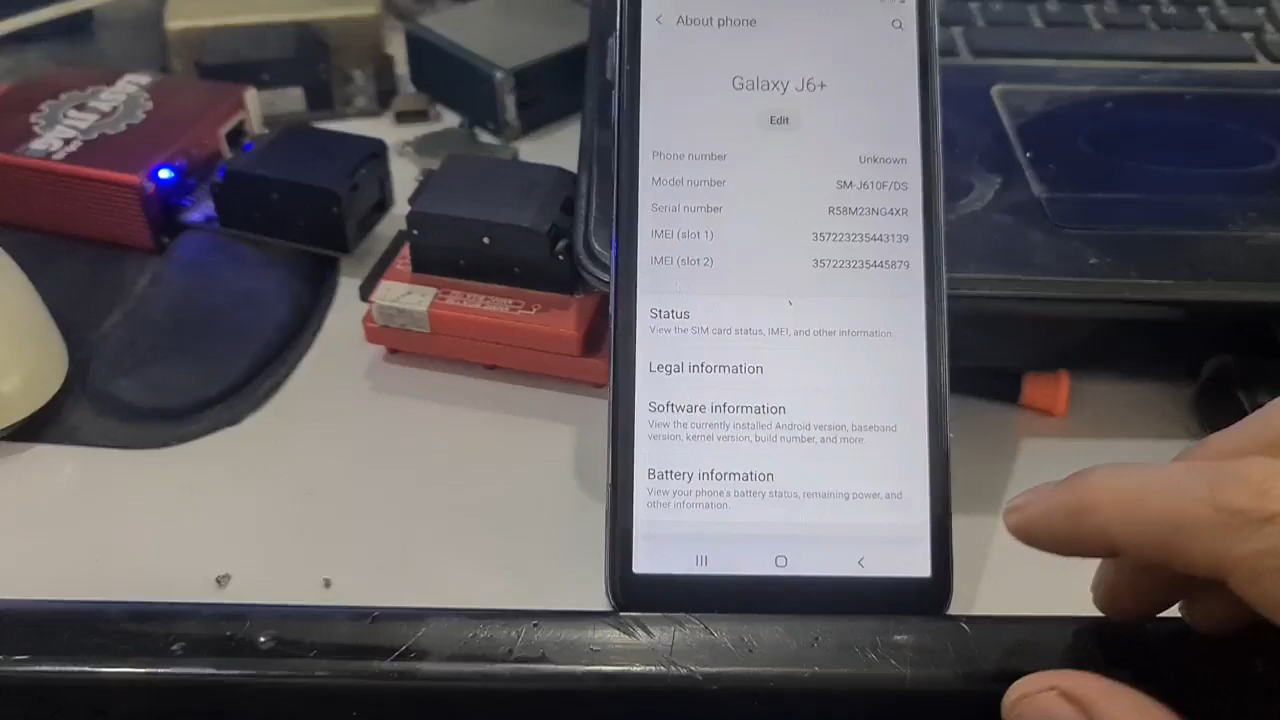 EASY JTAG
About phone
Galaxy J6+
Edit
Phone number Unknown
Model number SM-J610F/DS
Serial number R58M23NG4XR
IMEI (slot 1) 357223235443139
IMEI (slot 2) 357223235445879
Status
View the SIM card status, IMEI, and other information.
Legal information
Software information
View the currently installed Android version, baseband
version, kernel version, build number, and more.
Battery information
View your phone's battery status, remaining power, and
other information.